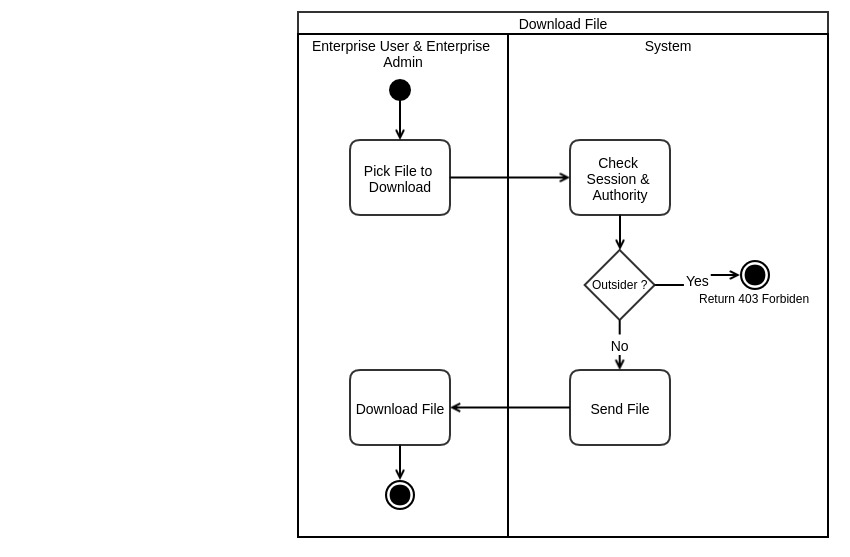 Download File
Enterprise User & Enterprise
Admin
System
Pick File to
Download
Check
Session &
Authority
Outsider ?
Yes
Return 403 Forbiden
No
Download File
Send File